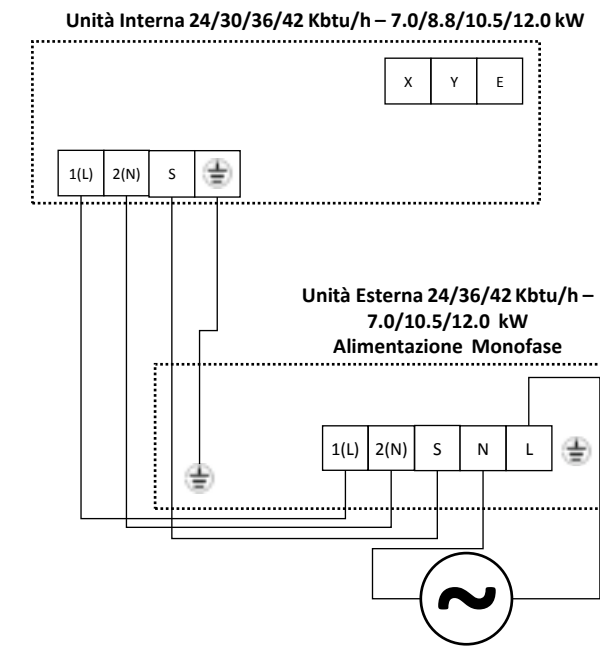 Unità Interna 24/30/36/42 Kbtu/h – 7.0/8.8/10.5/12.0 kW
X Y E
1(L) 2(N) S
Unità Esterna 24/36/42 Kbtu/h –
7.0/10.5/12.0 kW
Alimentazione Monofase
1(L) 2(N) S N L
~